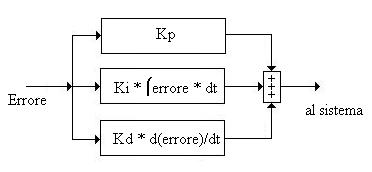 Kp
Errore
Ki * ∫errore * dt
+
+
+
al sistema
Kd * d(errore)/dt